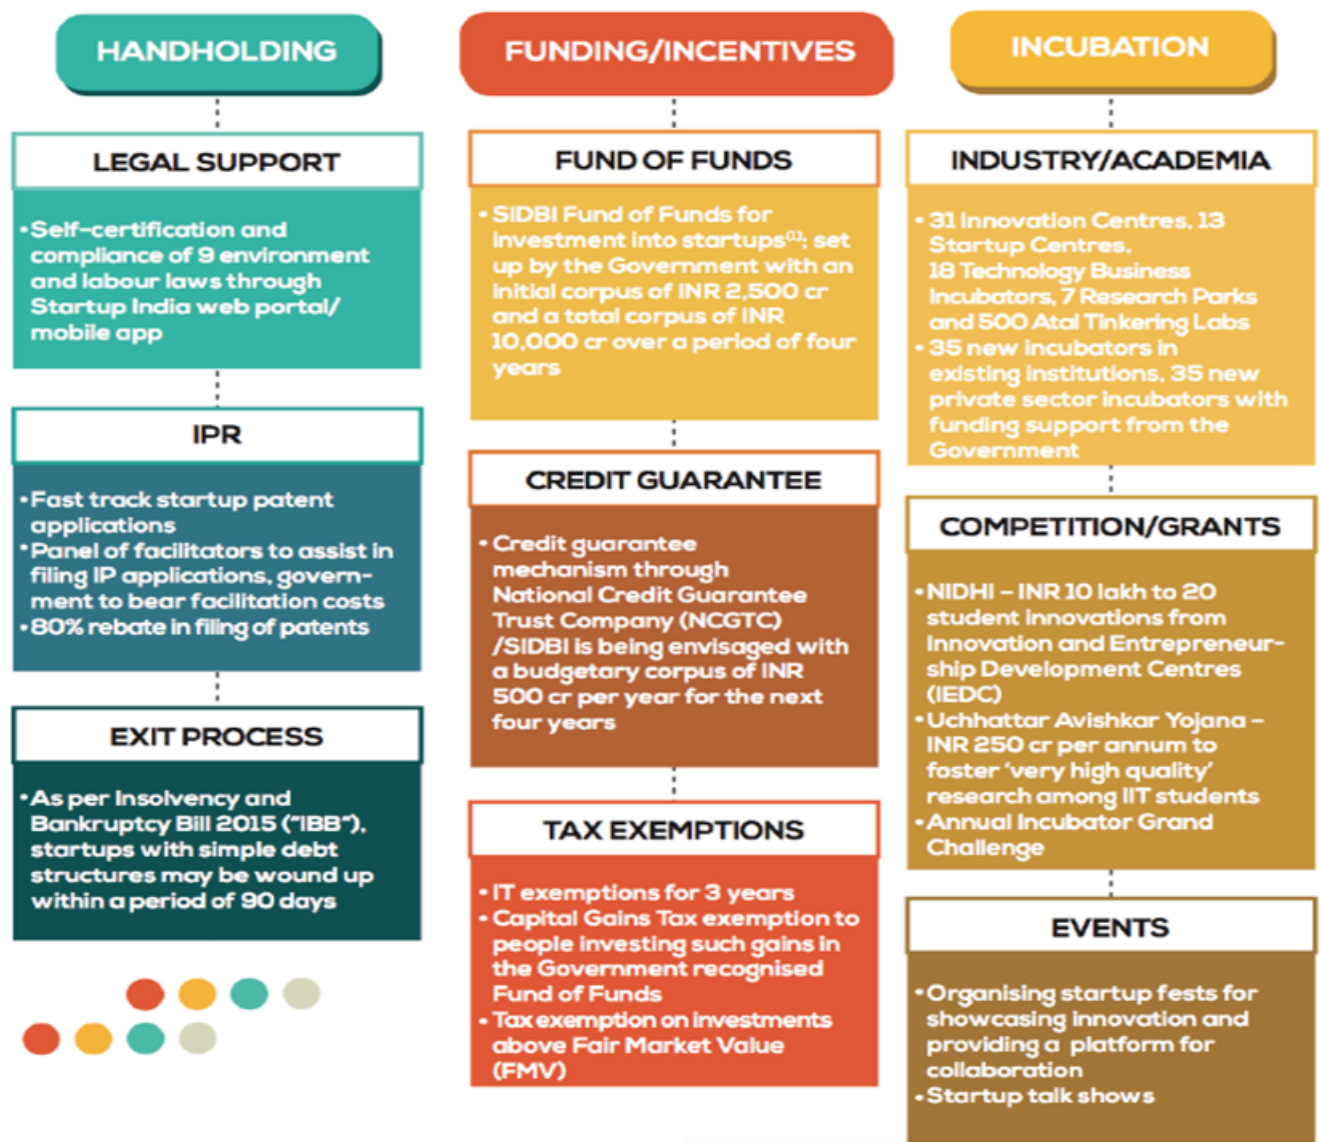 HANDHOLDING
LEGAL SUPPORT
•Self-certification and
compliance of 9 environment
and labour laws through
Startup India web portal/
mobile app
IPR
•Fast track startup patent
applications
•Panel of facilitators to assist in
filing IP applications, govern-
ment to bear facilitation costs
•80% rebate in filing of patents
EXIT PROCESS
•As per Insolvency and
Bankruptcy Bill 2015 ("IBB"),
startups with simple debt
structures may be wound up
within a period of 90 days
FUNDING/INCENTIVES
FUND OF FUNDS
• SIDBI Fund of Funds for
investment into startups(1); set
up by the Government with an
initial corpus of INR 2,500 cr
and a total corpus of INR
10,000 cr over a period of four
years
CREDIT GUARANTEE
• Credit guarantee
mechanism through
National Credit Guarantee
Trust Company (NCGTC)
/SIDBI is being envisaged with
a budgetary corpus of INR
500 cr per year for the next
four years
TAX EXEMPTIONS
• IT exemptions for 3 years
• Capital Gains Tax exemption to
people investing such gains in
the Government recognised
Fund of Funds
• Tax exemption on investments
above Fair Market Value
(FMV)
INCUBATION
INDUSTRY/ACADEMIA
• 31 Innovation Centres, 13
Startup Centres,
18 Technology Business
Incubators, 7 Research Parks
and 500 Atal Tinkering Labs
• 35 new incubators in
existing institutions, 35 new
private sector incubators with
funding support from the
Government
COMPETITION/GRANTS
•NIDHI – INR 10 lakh to 20
student innovations from
Innovation and Entrepreneur-
ship Development Centres
(IEDC)
•Uchhattar Avishkar Yojana –
INR 250 cr per annum to
foster 'very high quality'
research among IIT students
•Annual Incubator Grand
Challenge
EVENTS
•Organising startup fests for
showcasing innovation and
providing a platform for
collaboration
•Startup talk shows